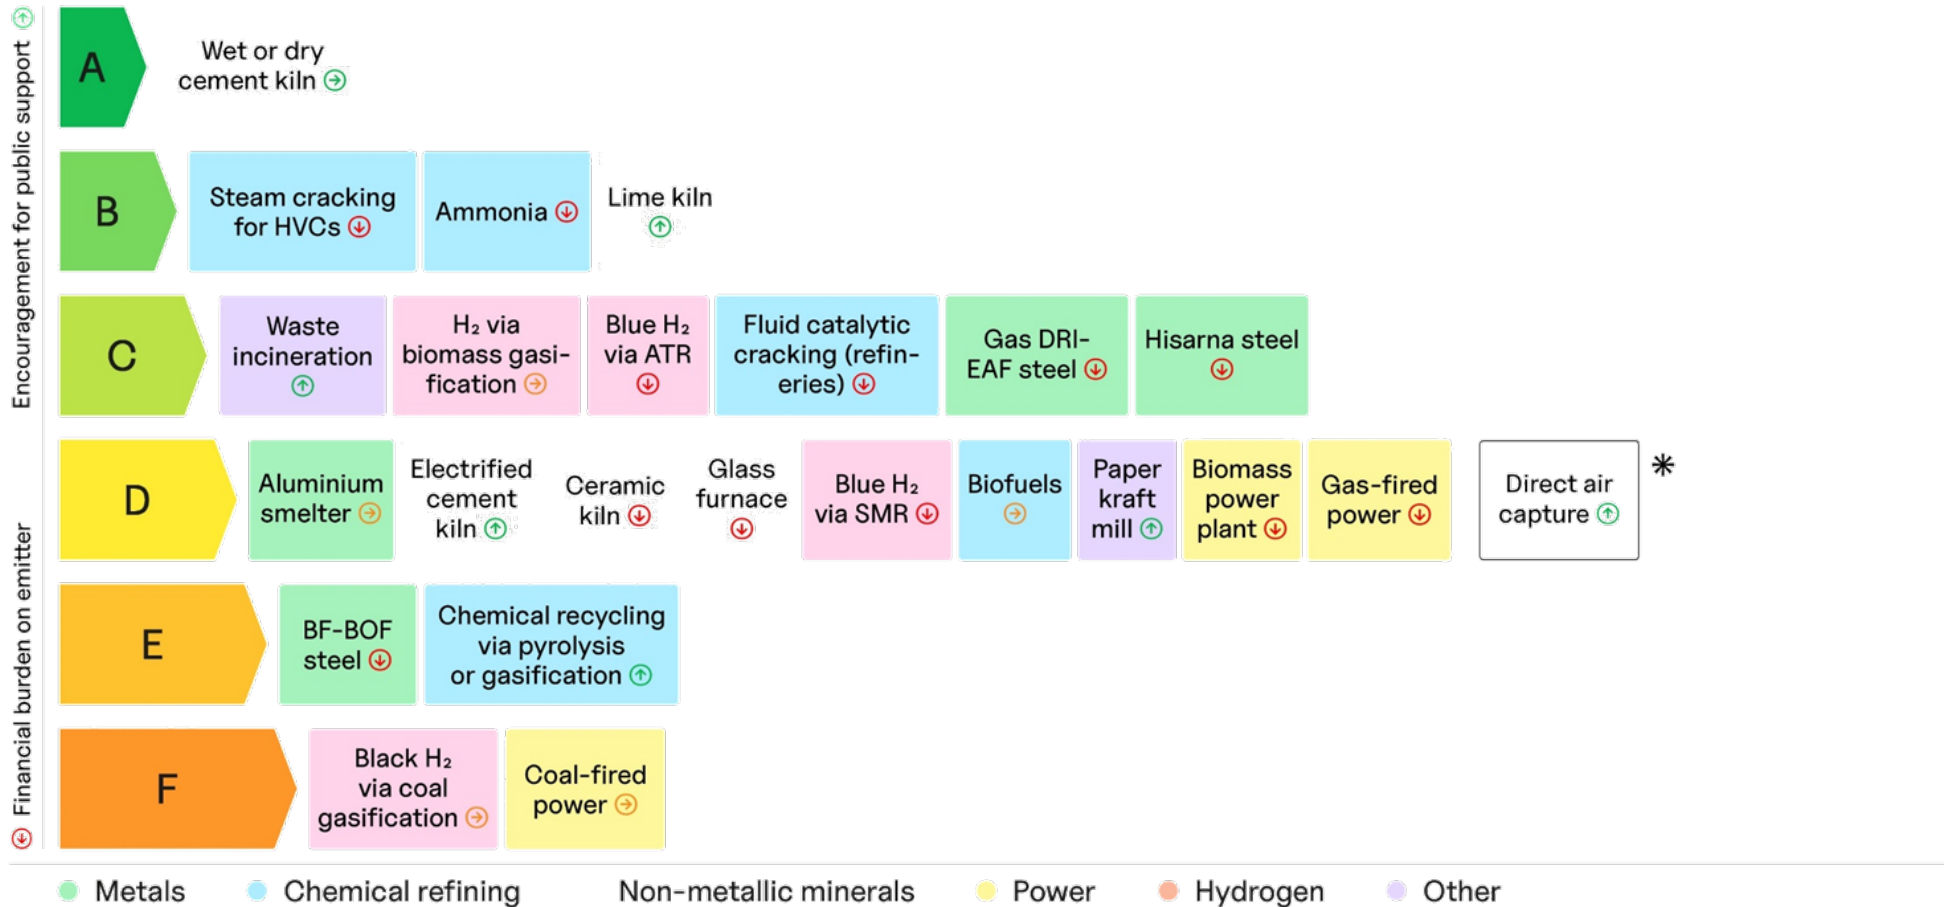 Encouragement for public support
Financial burden on emitter
A
Wet or dry
cement kiln
B
Steam cracking
for HVCs
Ammonia
Lime kiln
C
Waste
incineration
H₂ via
biomass gasi-
fication
Blue H₂
via ATR
Fluid catalytic
cracking (refin-
eries)
Gas DRI-
EAF steel
Hisarna steel
D
Aluminium
smelter
Electrified
cement
kiln
Ceramic
kiln
Glass
furnace
Blue H₂
via SMR
Biofuels
Paper
kraft
mill
Biomass
power
plant
Gas-fired
power
Direct air
capture
*
E
BF-BOF
steel
Chemical recycling
via pyrolysis
or gasification
F
Black H₂
via coal
gasification
Coal-fired
power
Metals
Chemical refining
Non-metallic minerals
Power
Hydrogen
Other